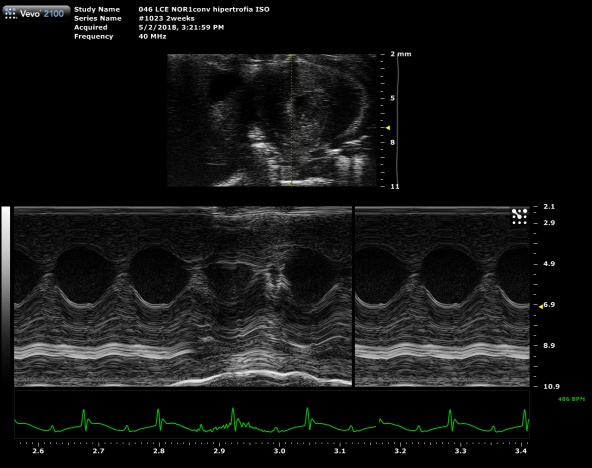 Vevo 2100
Study Name 046 LCE NOR1conv hipertrofia ISO
Series Name #1023 2weeks
Acquired 5/2/2018, 3:21:59 PM
Frequency 40 MHz
2 mm
5
8
11
2.1
2.9
4.9
6.9
8.9
10.9
486 BPM
2.6 2.7 2.8 2.9 3.0 3.1 3.2 3.3 3.4